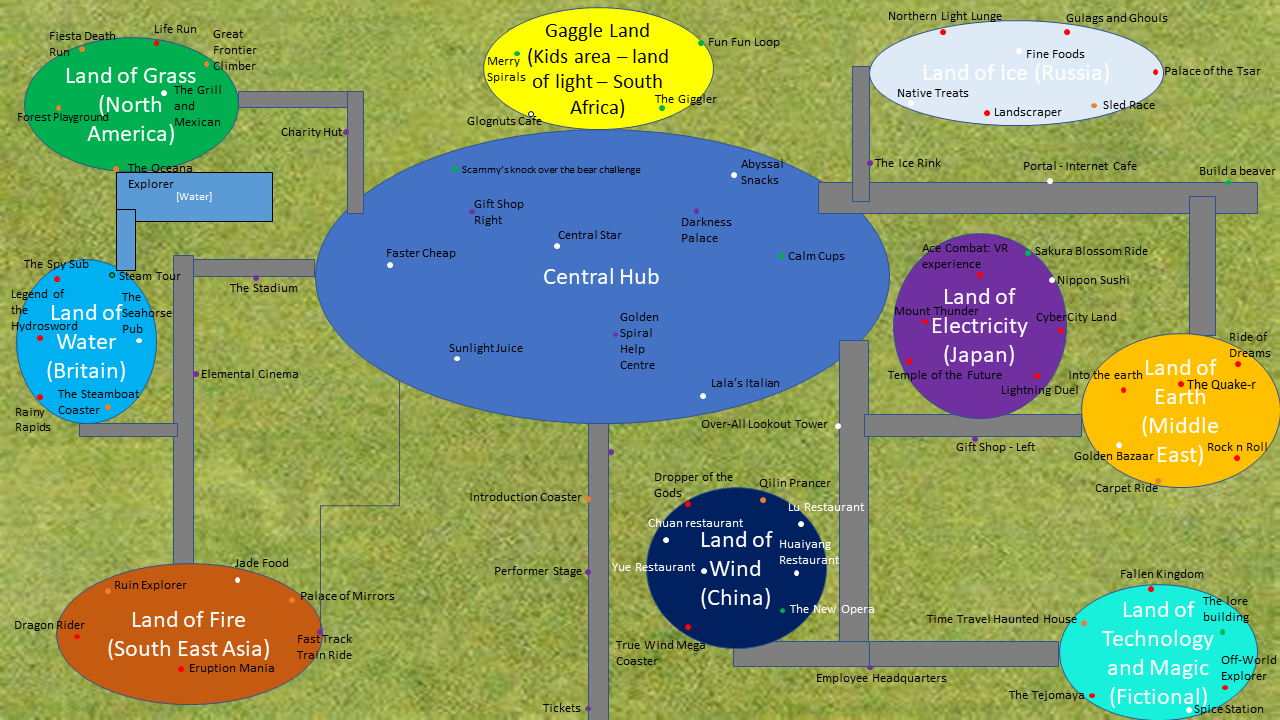 Fiesta Death
Run
Life Run
Great
Frontier
Climber
Land of Grass
(North
America)
The Grill
and
Mexican
Forest Playground
The Oceana
Explorer
[Water]
Charity Hut
Gaggle Land
(Kids area – land
of light – South
Africa)
Merry
Spirals
Fun Fun Loop
The Giggler
Glognuts Cafe
Northern Light Lunge
Gulags and Ghouls
Fine Foods
Land of Ice (Russia)
Palace of the Tsar
Native Treats
Landscraper
Sled Race
The Ice Rink
Portal - Internet Cafe
Build a beaver
Scammy's knock over the bear challenge
Abyssal
Snacks
Gift Shop
Right
Darkness
Palace
Central Star
Faster Cheap
Calm Cups
Central Hub
Golden
Spiral
Help
Centre
Sunlight Juice
Lala's Italian
The Spy Sub
Steam Tour
Legend of
the
Hydrosword
The
Seahorse
Pub
Land of
Water
(Britain)
The Steamboat
Coaster
Rainy
Rapids
The Stadium
Elemental Cinema
Ace Combat: VR
experience
Sakura Blossom Ride
Nippon Sushi
Land of
Electricity
(Japan)
Mount Thunder
CyberCity Land
Temple of the Future
Lightning Duel
Ride of
Dreams
Into the earth
The Quake-r
Land of
Earth
(Middle
East)
Golden Bazaar
Rock n Roll
Carpet Ride
Gift Shop - Left
Over-All Lookout Tower
Introduction Coaster
Performer Stage
Tickets
Dropper of the
Gods
Qilin Prancer
Lu Restaurant
Chuan restaurant
Huaiyang
Restaurant
Yue Restaurant
Land of
Wind
(China)
The New Opera
True Wind Mega
Coaster
Employee Headquarters
Jade Food
Ruin Explorer
Palace of Mirrors
Land of Fire
(South East Asia)
Dragon Rider
Fast Track
Train Ride
Eruption Mania
Fallen Kingdom
The lore
building
Time Travel Haunted House
Land of
Technology
and Magic
(Fictional)
Off-World
Explorer
The Tejomaya
Spice Station